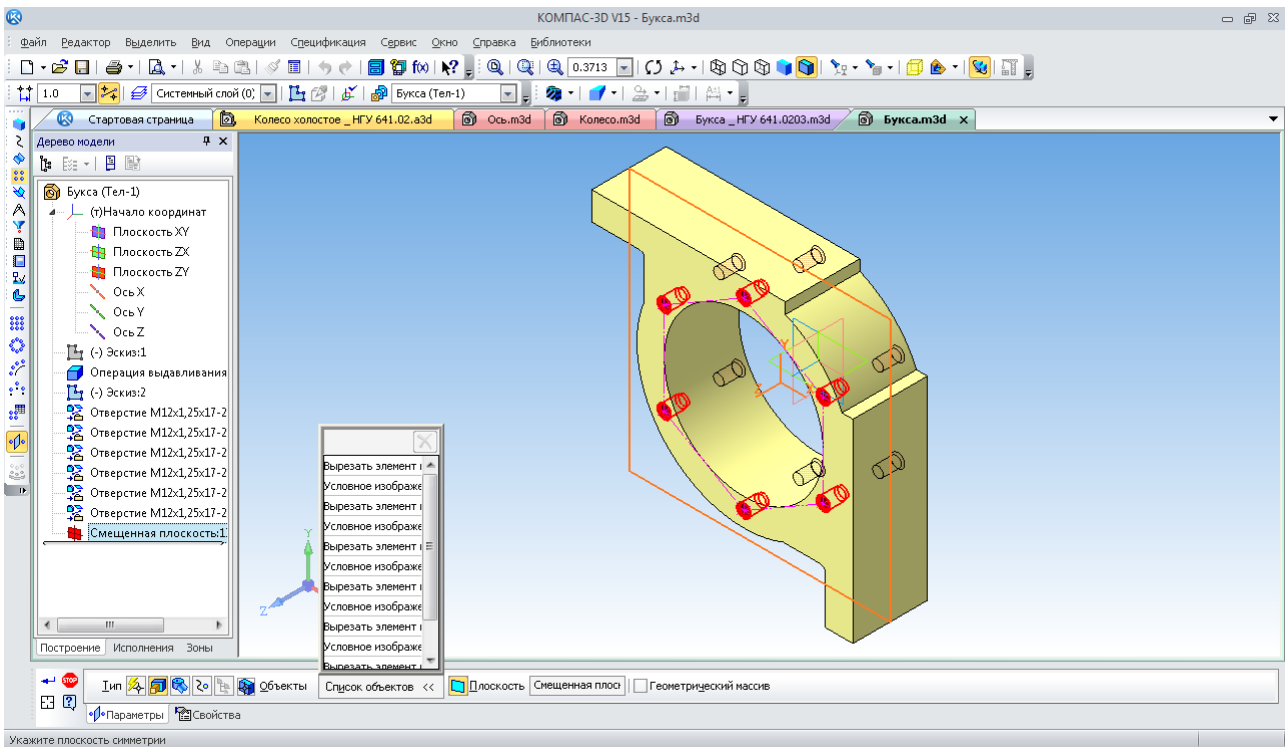 КОМПАС-3D V15 - Букса.m3d
Файл Редактор Выделить Вид Операции Спецификация Сервис Окно Справка Библиотеки
0.3713
1.0 Системный слой (0) Букса (Тел-1)
Стартовая страница Колесо холостое _ НГУ 641.02.a3d Ось.m3d Колесо.m3d Букса _ НГУ 641.0203.m3d Букса.m3d
Дерево модели
Букса (Тел-1)
(т)Начало координат
Плоскость XY
Плоскость ZX
Плоскость ZY
Ось X
Ось Y
Ось Z
(-) Эскиз:1
Операция выдавливания
(-) Эскиз:2
Отверстие М12х1,25х17-2
Отверстие М12х1,25х17-2
Отверстие М12х1,25х17-2
Отверстие М12х1,25х17-2
Отверстие М12х1,25х17-2
Отверстие М12х1,25х17-2
Смещенная плоскость:1
Построение Исполнения Зоны
Вырезать элемент
Условное изображе
Вырезать элемент
Условное изображе
Вырезать элемент
Условное изображе
Вырезать элемент
Условное изображе
Вырезать элемент
Условное изображе
Вырезать элемент
Y
Z
Y
STOP Тип Объекты Список объектов << Плоскость Смещенная плоск Геометрический массив
Параметры Свойства
Укажите плоскость симметрии